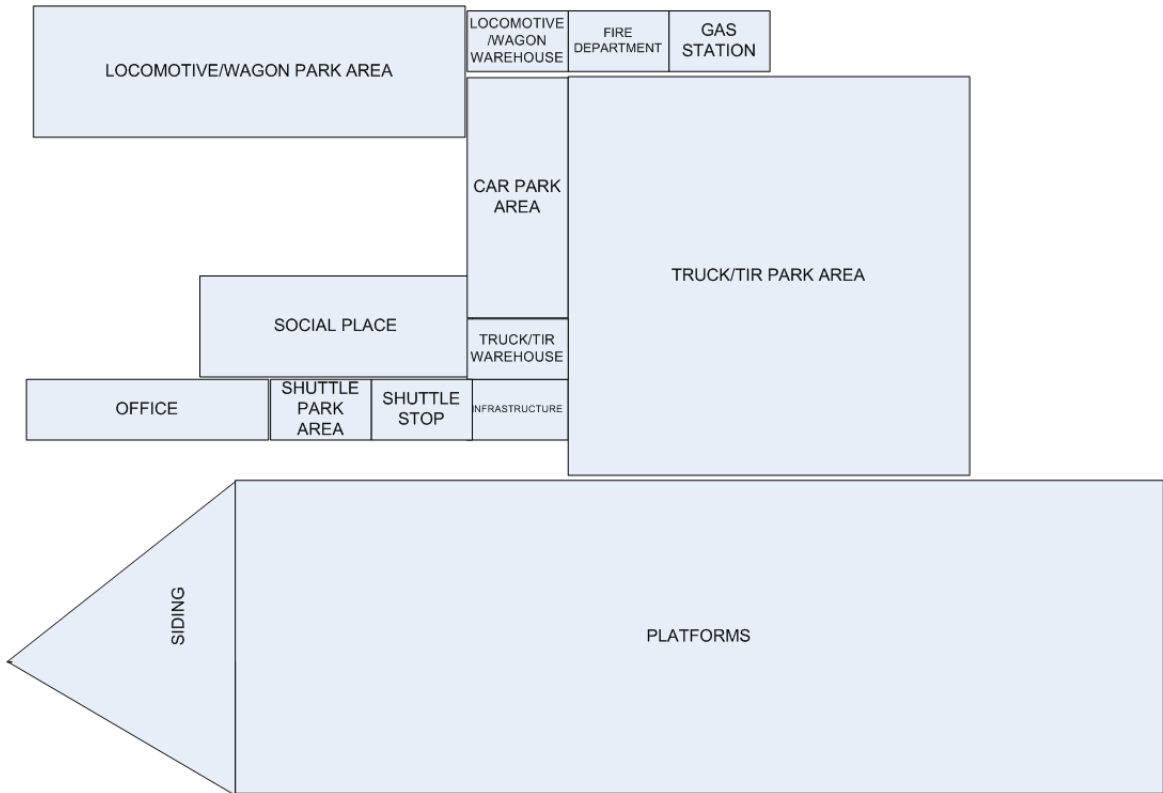 LOCOMOTIVE/WAGON PARK AREA
LOCOMOTIVE
/WAGON
WAREHOUSE
FIRE
DEPARTMENT
GAS
STATION
CAR PARK
AREA
TRUCK/TIR PARK AREA
SOCIAL PLACE
TRUCK/TIR
WAREHOUSE
OFFICE
SHUTTLE
PARK
AREA
SHUTTLE
STOP
INFRASTRUCTURE
SIDING
PLATFORMS